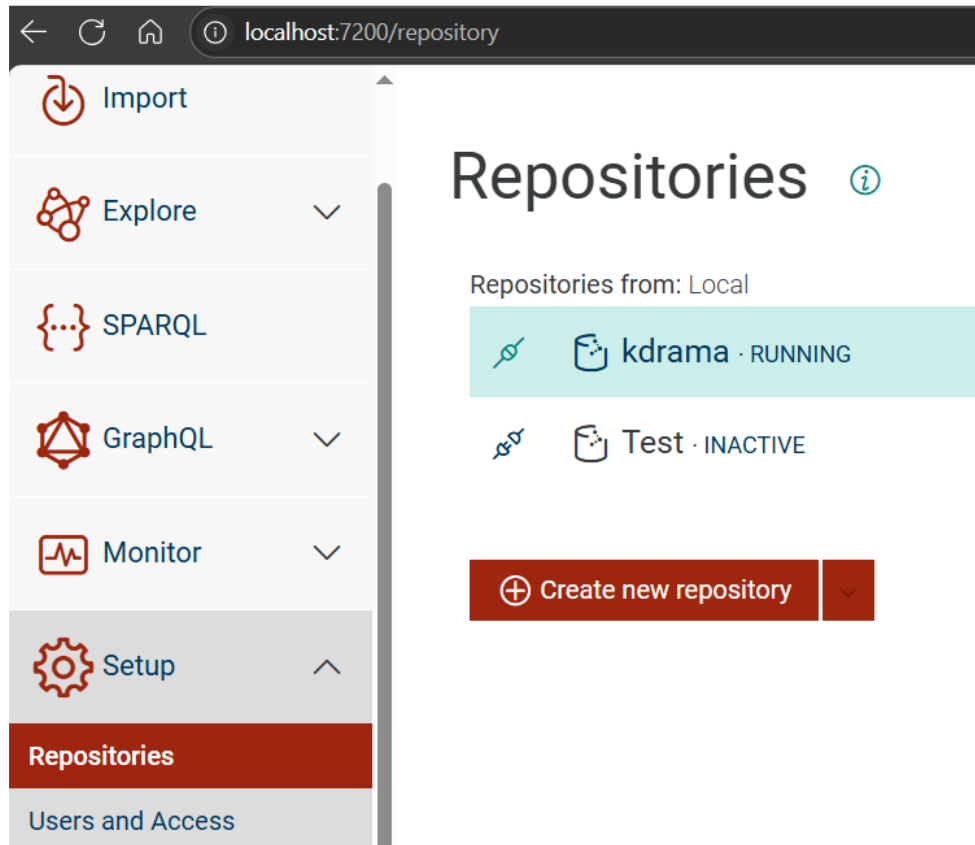 localhost:7200/repository
Import
Explore
{···} SPARQL
GraphQL
Monitor
Setup
Repositories
Users and Access
Repositories
Repositories from: Local
kdrama · RUNNING
Test · INACTIVE
Create new repository